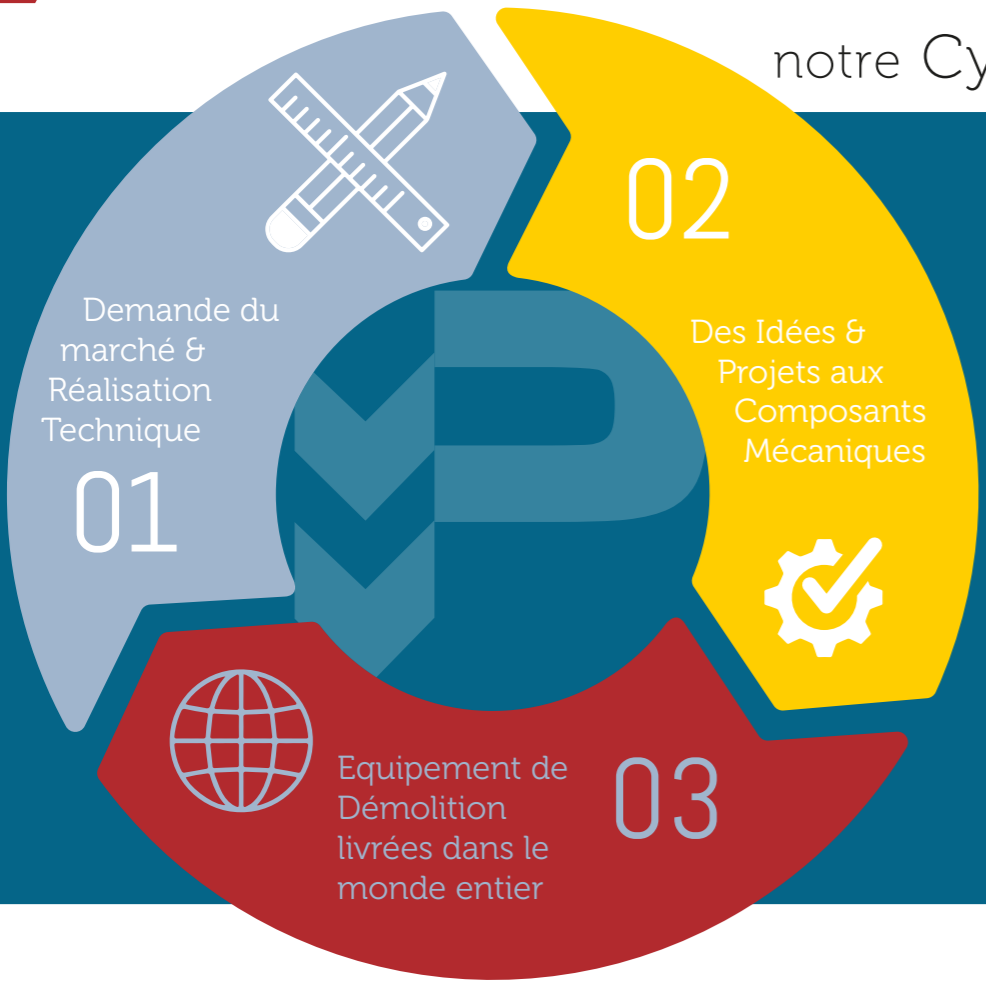 notre Cy
Demande du
marché &
Réalisation
Technique
01
02
Des Idées &
Projets aux
Composants
Mécaniques
Equipement de
Démolition
livrées dans le
monde entier
03